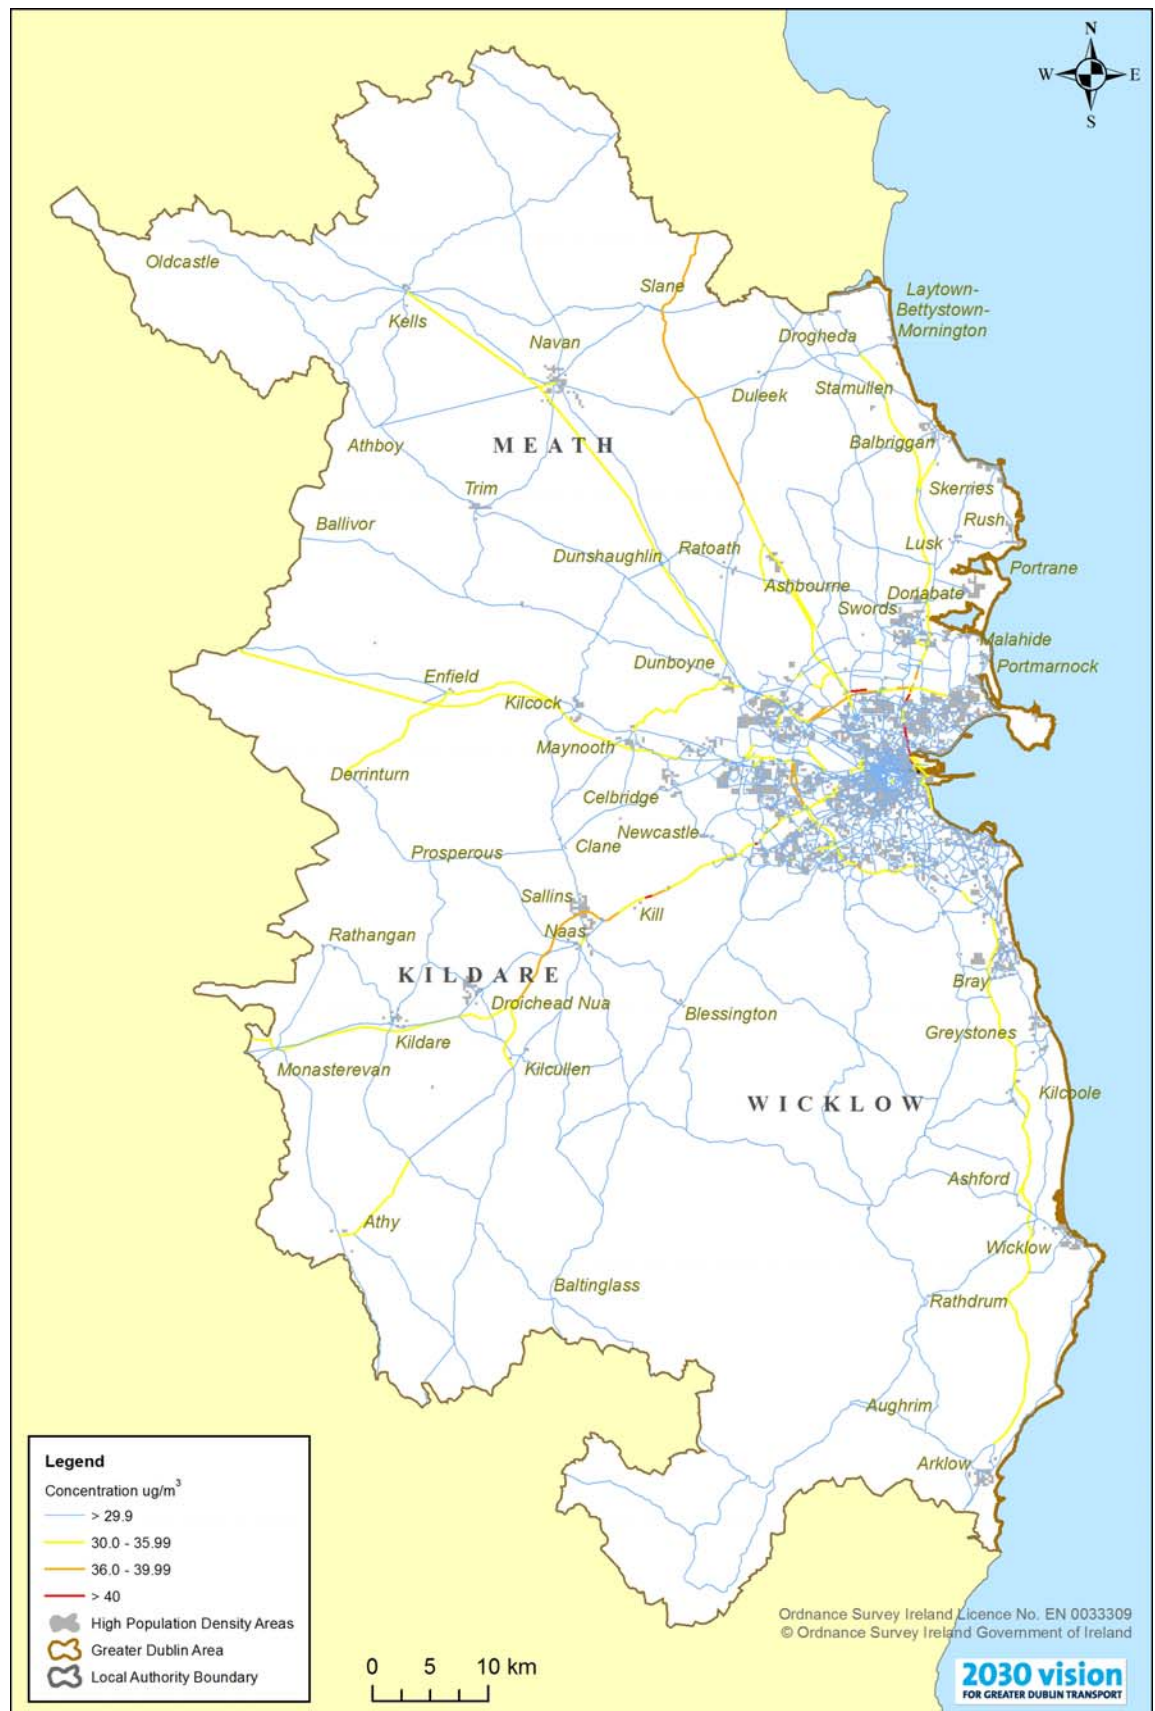 N
W E
S
Oldcastle
Slane
Laytown-
Bettystown-
Mornington
Kells
Navan
Drogheda
Duleek
Stamullen
Athboy
MEATH
Balbriggan
Trim
Skerries
Ballivor
Rush
Lusk
Dunshaughlin
Ratoath
Portrane
Ashbourne
Donabate
Swords
Malahide
Dunboyne
Portmarnock
Enfield
Kilcock
Maynooth
Derrinturn
Celbridge
Newcastle
Clane
Prosperous
Sallins
Kill
Rathangan
Naas
KILDARE
Bray
Droichead Nua
Blessington
Kildare
Greystones
Monasterevan
Kilcullen
Kilcoole
WICKLOW
Ashford
Athy
Wicklow
Baltinglass
Rathdrum
Aughrim
Arklow
Legend
Concentration ug/m³
> 29.9
30.0 - 35.99
36.0 - 39.99
> 40
High Population Density Areas
Greater Dublin Area
Local Authority Boundary
0 5 10 km
Ordnance Survey Ireland Licence No. EN 0033309
© Ordnance Survey Ireland Government of Ireland
2030 vision
FOR GREATER DUBLIN TRANSPORT